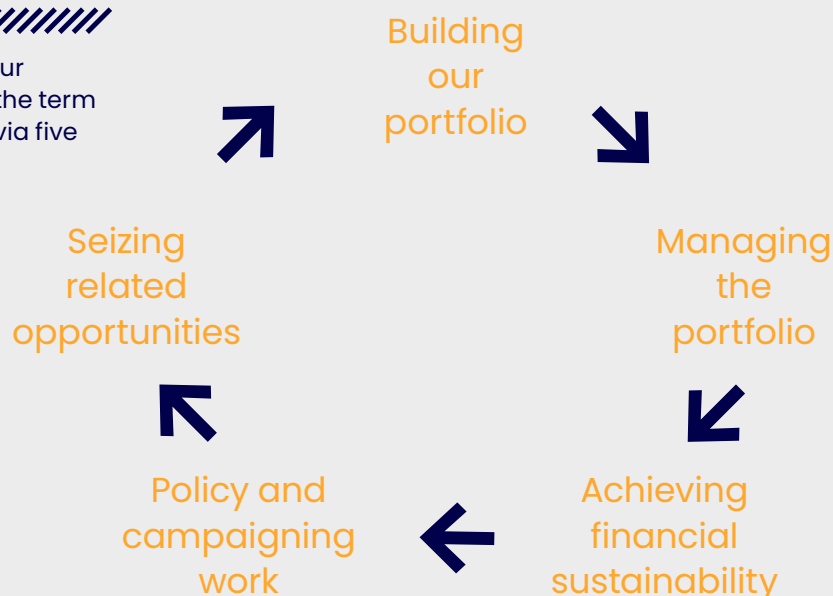 ur
the term
via five
Building
our
portfolio
Managing
the
portfolio
Achieving
financial
sustainability
Policy and
campaigning
work
Seizing
related
opportunities